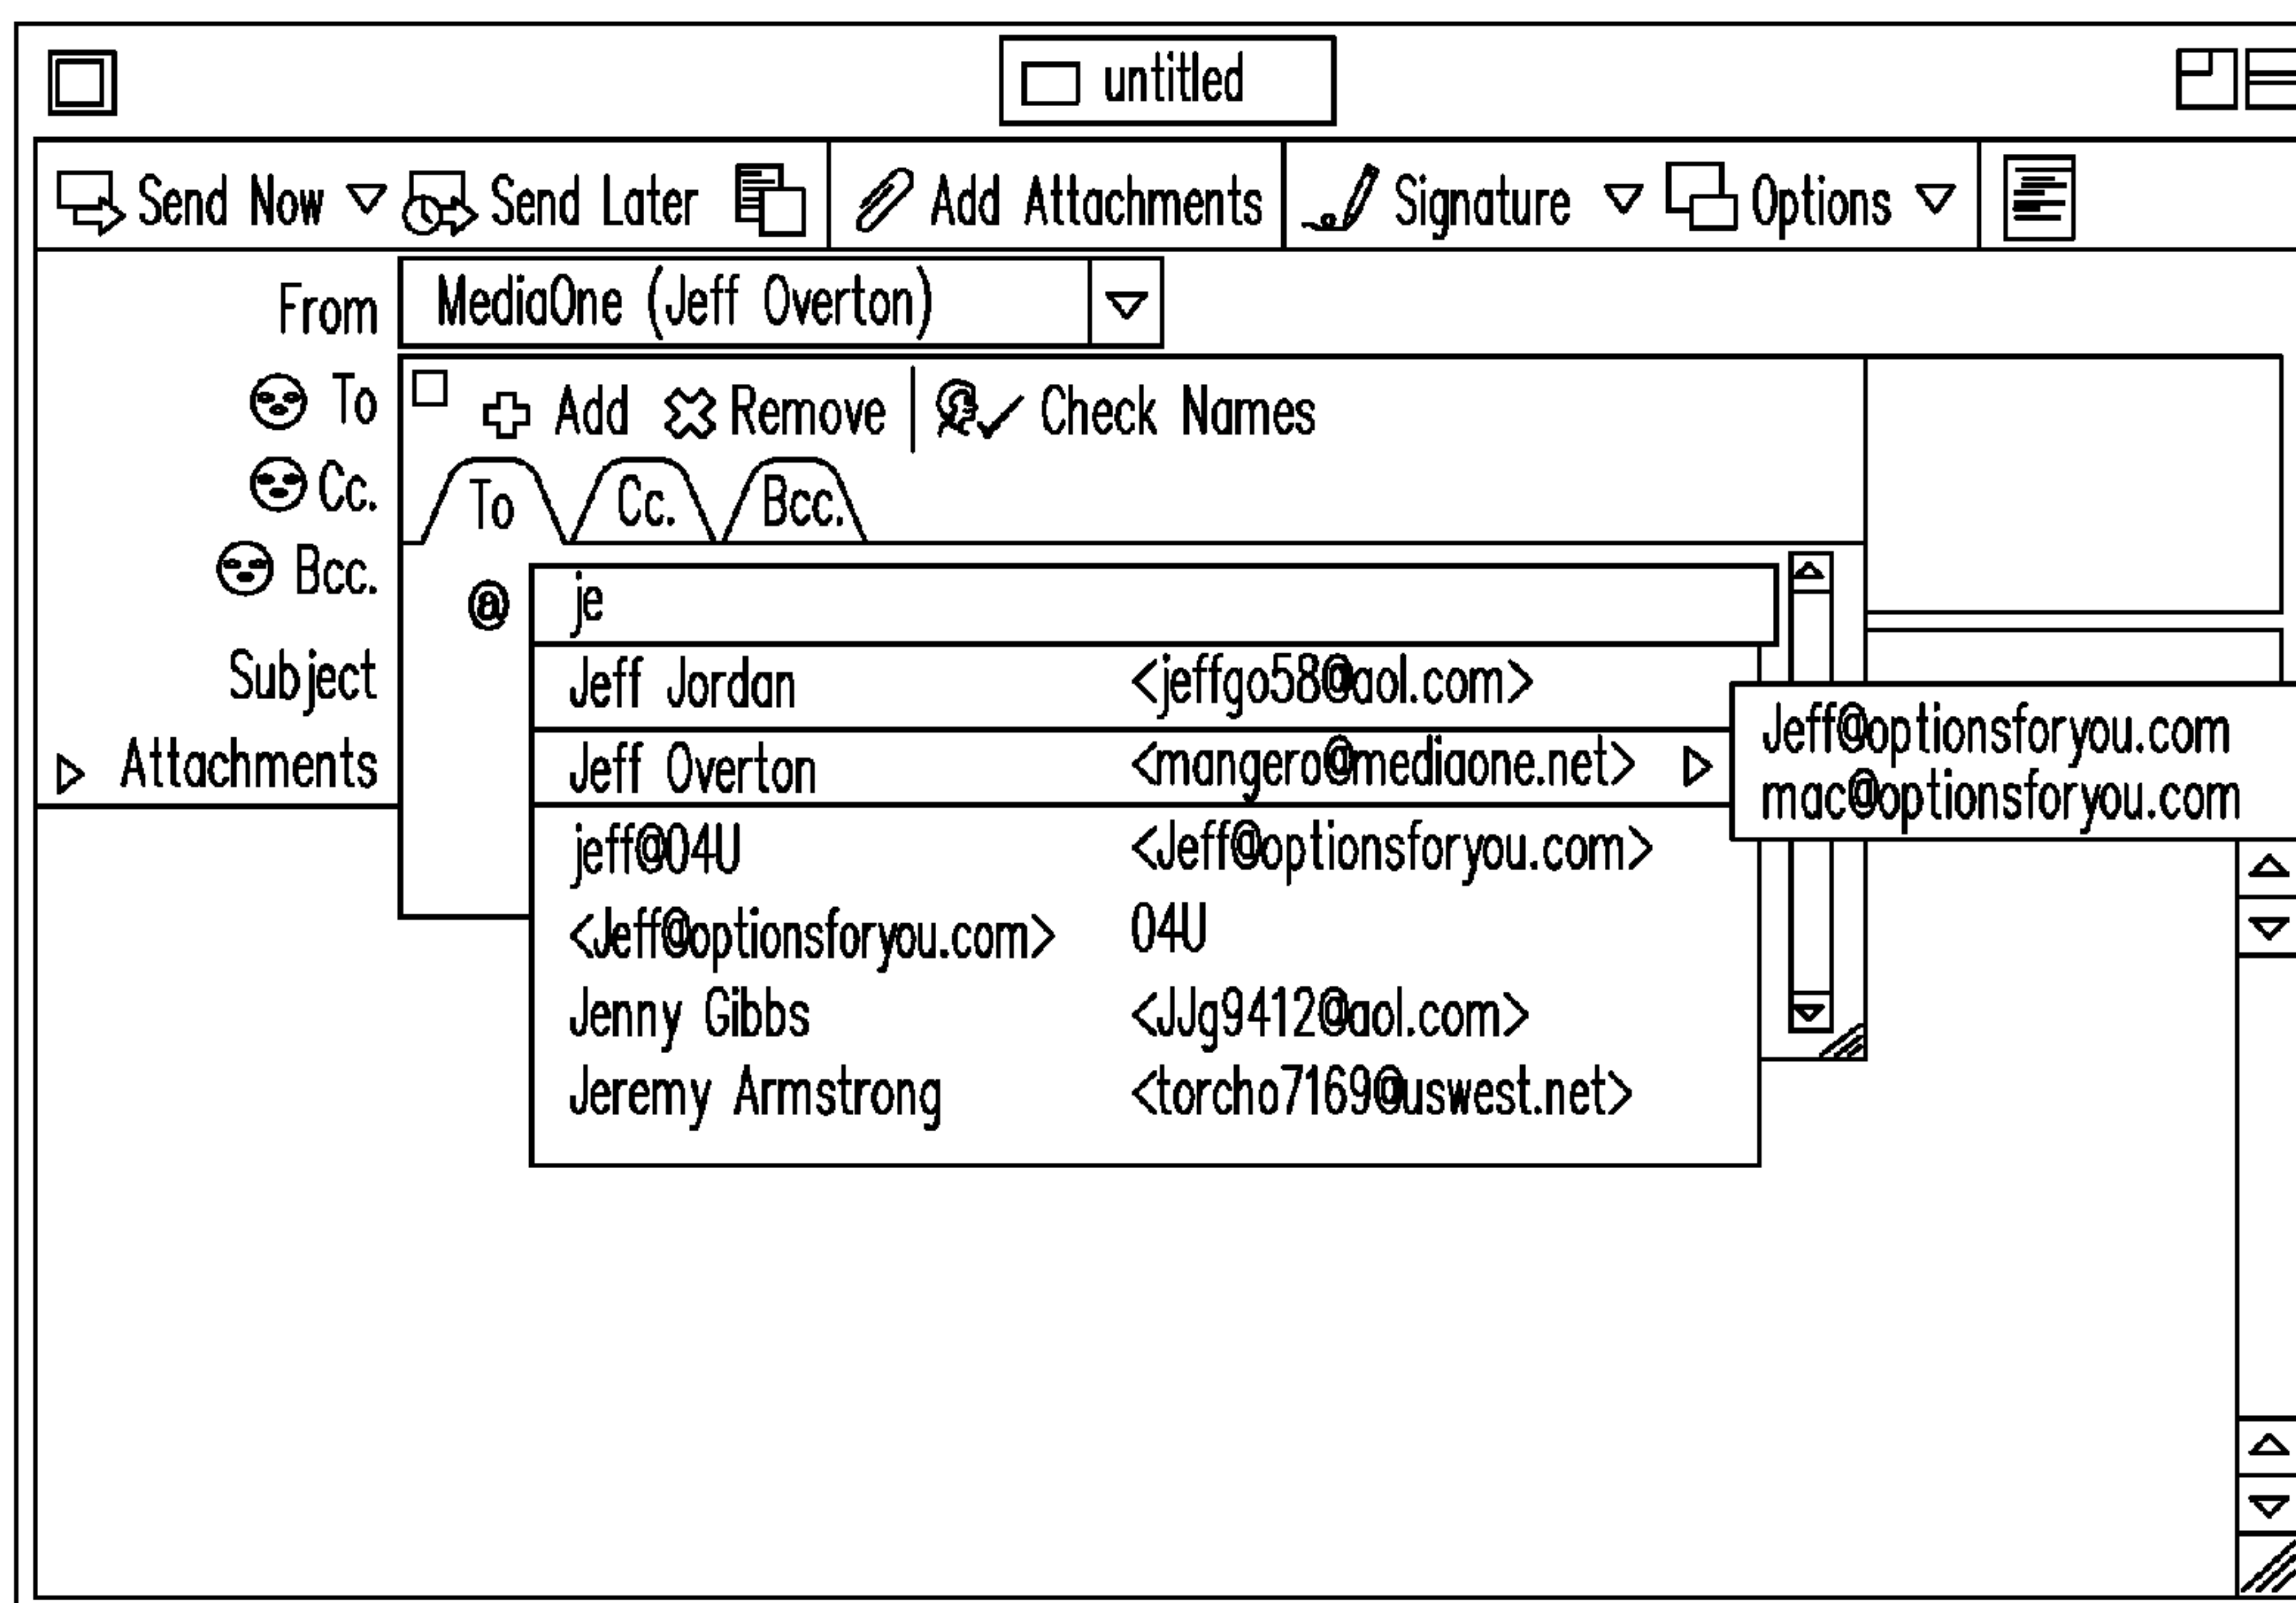 untitled
Send Now Send Later Add Attachments Signature Options
From MediaOne (Jeff Overton)
To Add Remove Check Names
Cc. To Cc. Bcc.
Bcc. @ je
Subject Jeff Jordan <jeffgo58@aol.com>
Jeff@optionsforyou.com
Attachments Jeff Overton <mangero@mediaone.net>
mac@optionsforyou.com
jeff@04U <Jeff@optionsforyou.com>
<Jeff@optionsforyou.com> 04U
Jenny Gibbs <JJg9412@aol.com>
Jeremy Armstrong <torcho7169@uswest.net>